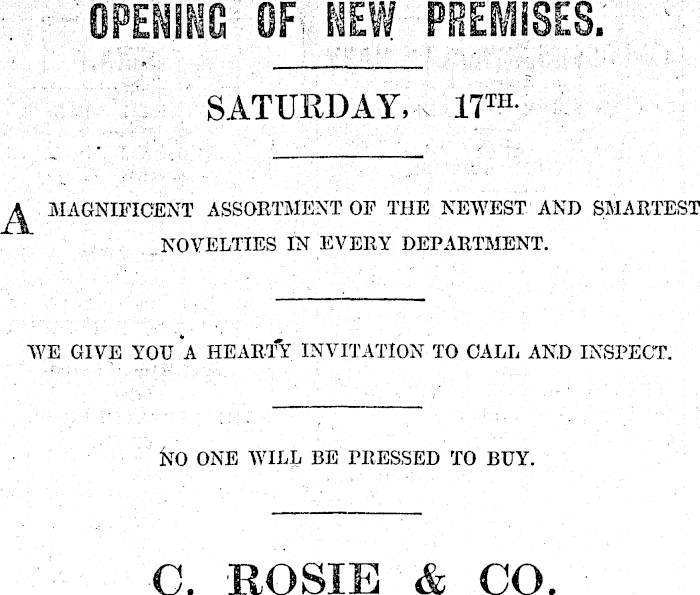 OPENING OF NEW PREMISES.
SATURDAY, 17TH.
A MAGNIFICENT ASSORTMENT OF THE NEWEST AND SMARTEST
NOVELTIES IN EVERY DEPARTMENT.
WE GIVE YOU A HEARTY INVITATION TO CALL AND INSPECT.
NO ONE WILL BE PRESSED TO BUY.
C. ROSIE & CO.